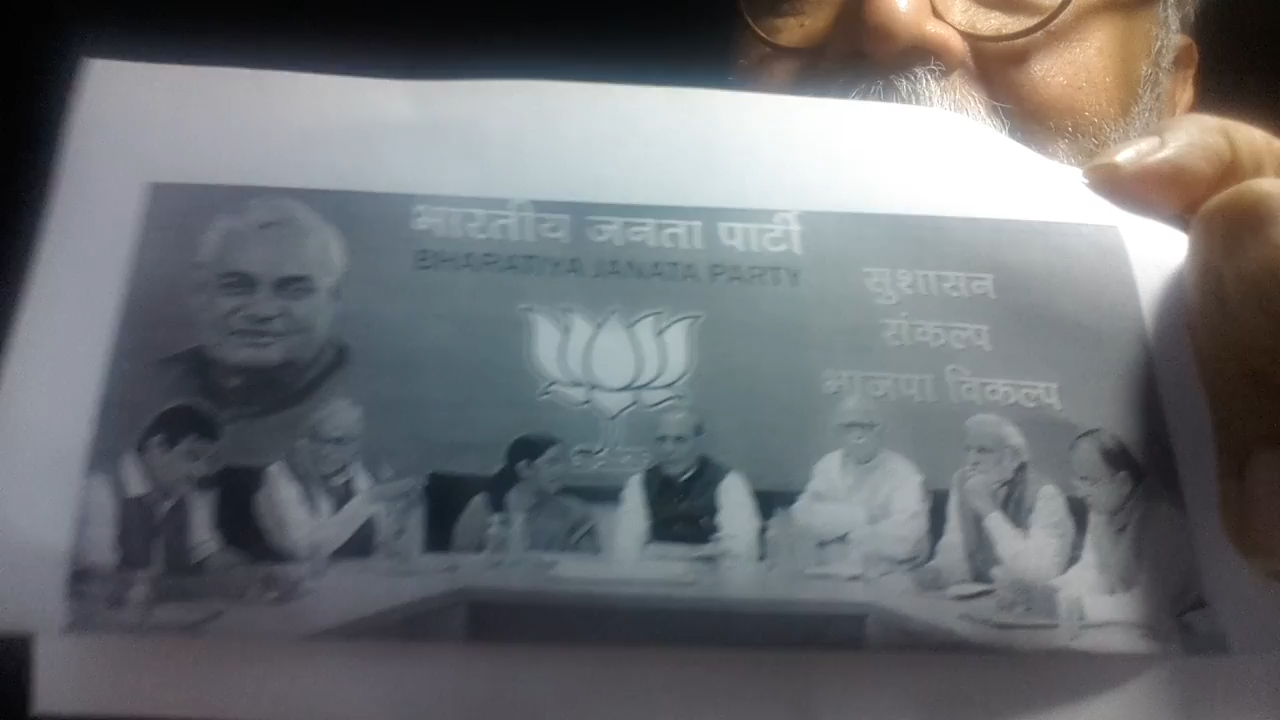 भारतीय जनता पार्टी
BHARATIYA JANATA PARTY
सुशासन
संकल्प
भाजपा विकल्प